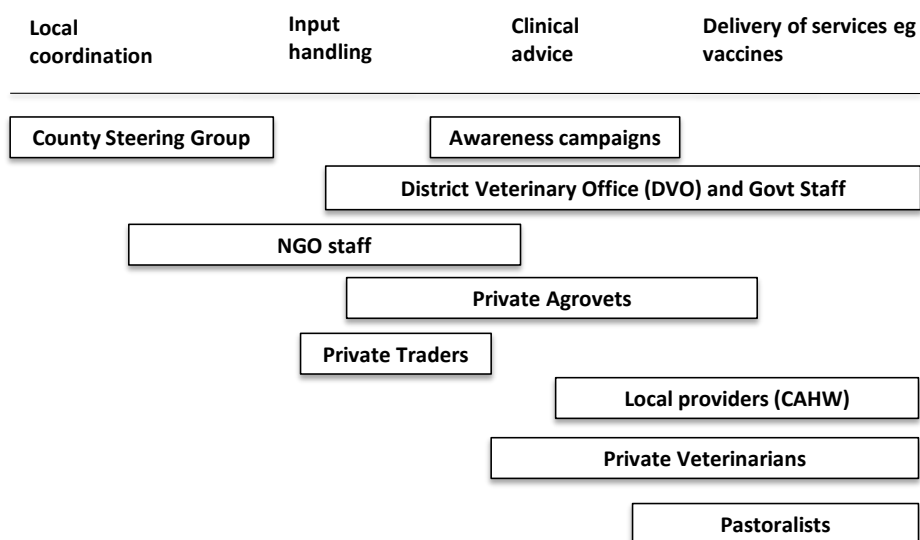 Local
coordination
Input
handling
Clinical
advice
Delivery of services eg
vaccines
County Steering Group
Awareness campaigns
District Veterinary Office (DVO) and Govt Staff
NGO staff
Private Agrovets
Private Traders
Local providers (CAHW)
Private Veterinarians
Pastoralists